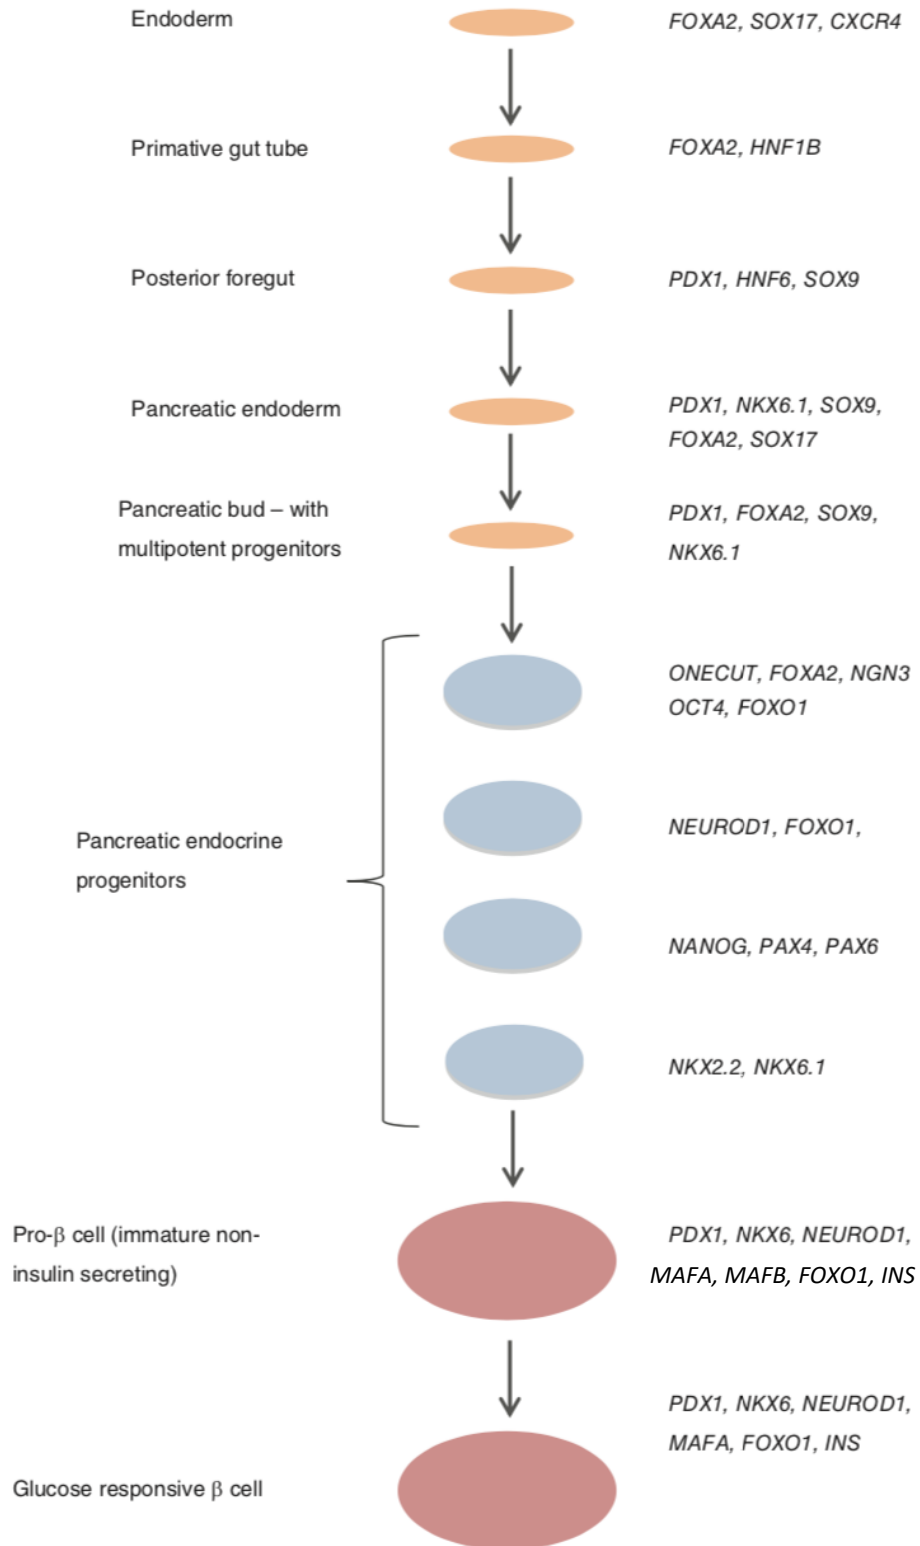 Endoderm
FOXA2, SOX17, CXCR4
Primative gut tube
FOXA2, HNF1B
Posterior foregut
PDX1, HNF6, SOX9
Pancreatic endoderm
PDX1, NKX6.1, SOX9,
FOXA2, SOX17
Pancreatic bud – with
multipotent progenitors
PDX1, FOXA2, SOX9,
NKX6.1
Pancreatic endocrine
progenitors
ONECUT, FOXA2, NGN3
OCT4, FOXO1
NEUROD1, FOXO1,
NANOG, PAX4, PAX6
NKX2.2, NKX6.1
Pro-β cell (immature non-
insulin secreting)
PDX1, NKX6, NEUROD1,
MAFA, MAFB, FOXO1, INS
Glucose responsive β cell
PDX1, NKX6, NEUROD1,
MAFA, FOXO1, INS